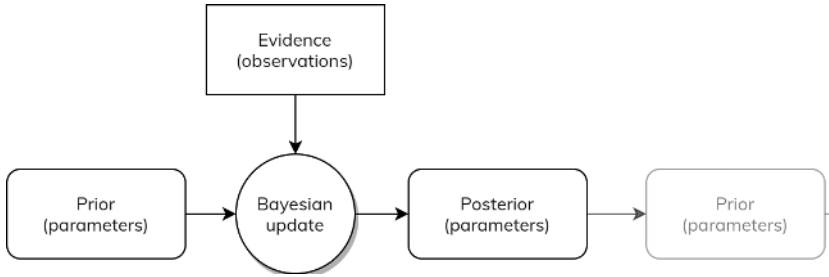 Evidence
(observations)
Prior
(parameters)
Bayesian
update
Posterior
(parameters)
Prior
(parameters)